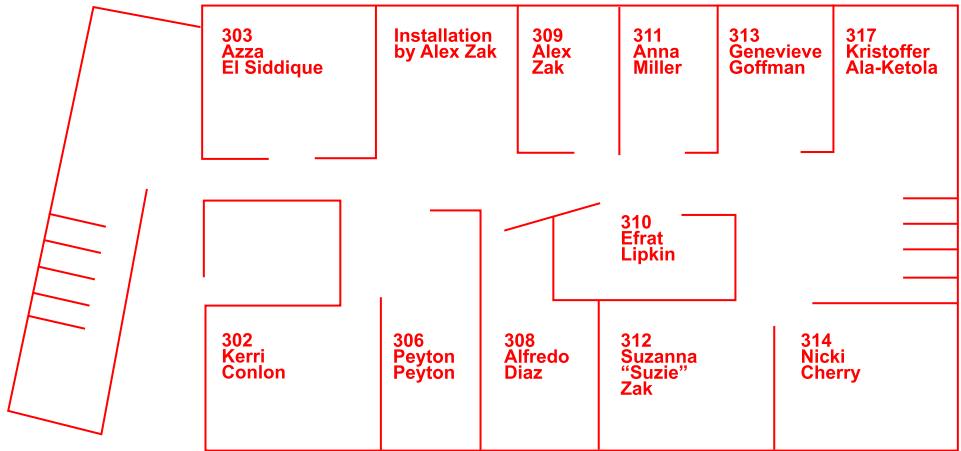 303
Azza
El Siddique
Installation
by Alex Zak
309
Alex
Zak
311
Anna
Miller
313
Genevieve
Goffman
317
Kristoffer
Ala-Ketola
310
Efrat
Lipkin
302
Kerri
Conlon
306
Peyton
Peyton
308
Alfredo
Diaz
312
Suzanna
“Suzie”
Zak
314
Nicki
Cherry